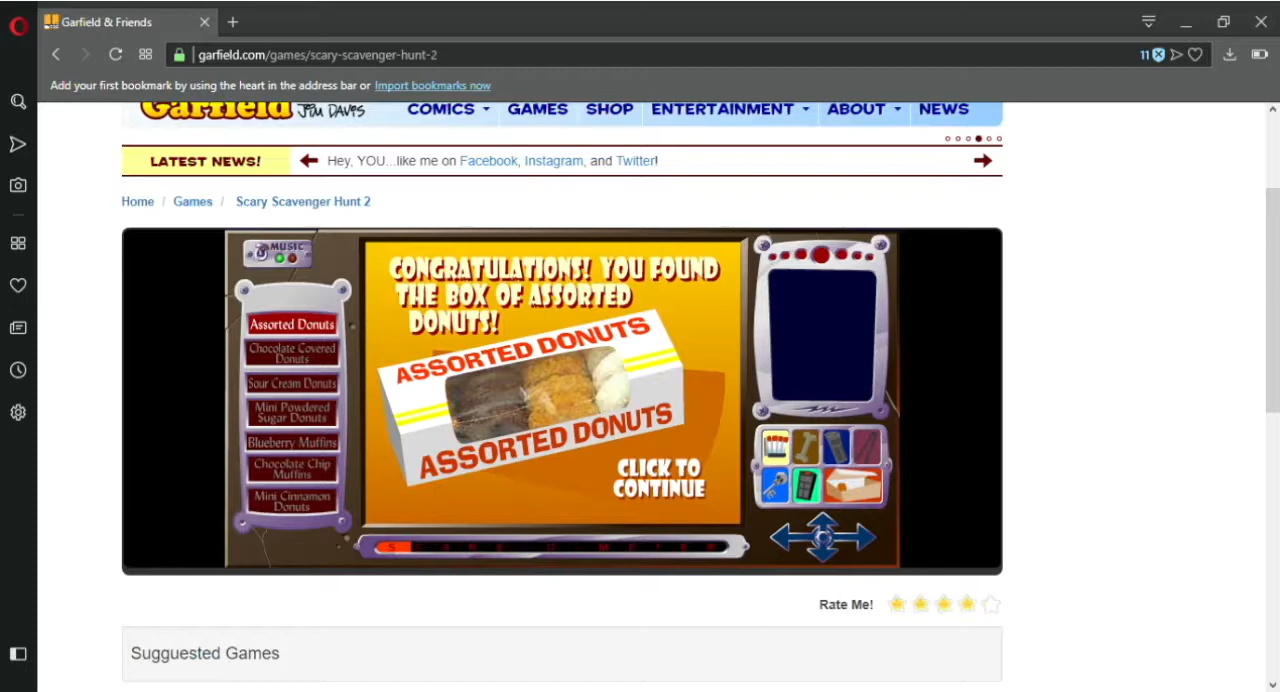 Garfield & Friends
garfield.com/games/scary-scavenger-hunt-2
11
Add your first bookmark by using the heart in the address bar or Import bookmarks now
Garfield JIM DAVIS COMICS GAMES SHOP ENTERTAINMENT ABOUT NEWS
LATEST NEWS! Hey, YOU...like me on Facebook, Instagram, and Twitter!
Home / Games / Scary Scavenger Hunt 2
MUSIC
CONGRATULATIONS! YOU FOUND
THE BOX OF ASSORTED
DONUTS!
ASSORTED DONUTS
ASSORTED DONUTS
CLICK TO
CONTINUE
Assorted Donuts
Chocolate Covered
Donuts
Sour Cream Donuts
Mini Powdered
Sugar Donuts
Blueberry Muffins
Chocolate Chip
Muffins
Mini Cinnamon
Donuts
Rate Me!
Sugguested Games